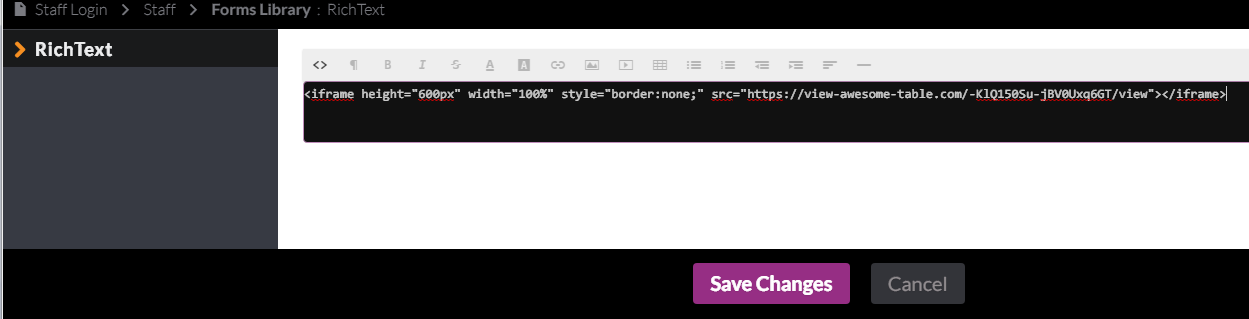 Staff Login > Staff > Forms Library : RichText
RichText
<> ¶ B I S A A
<iframe height="600px" width="100%" style="border:none;" src="https://view-awesome-table.com/-KlQ150Su-jBV0Uxq6GT/view"></iframe>
Save Changes Cancel